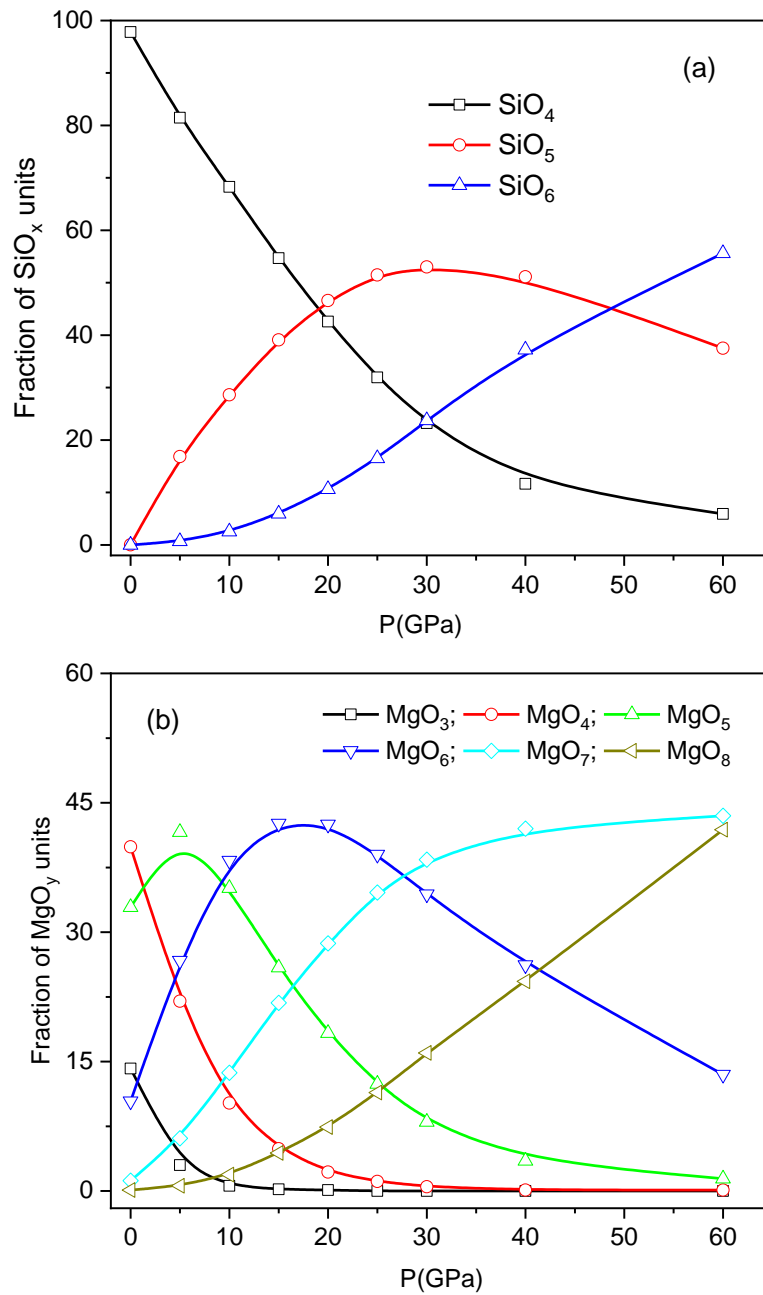 100
(a)
SiO₄
80
SiO₅
SiO₆
60
40
20
0
Fraction of SiOₓ units
0 10 20 30 40 50 60
P(GPa)
60
(b)
MgO₃; MgO₄; MgO₅
MgO₆; MgO₇; MgO₈
45
30
15
0
Fraction of MgOᵧ units
0 10 20 30 40 50 60
P(GPa)